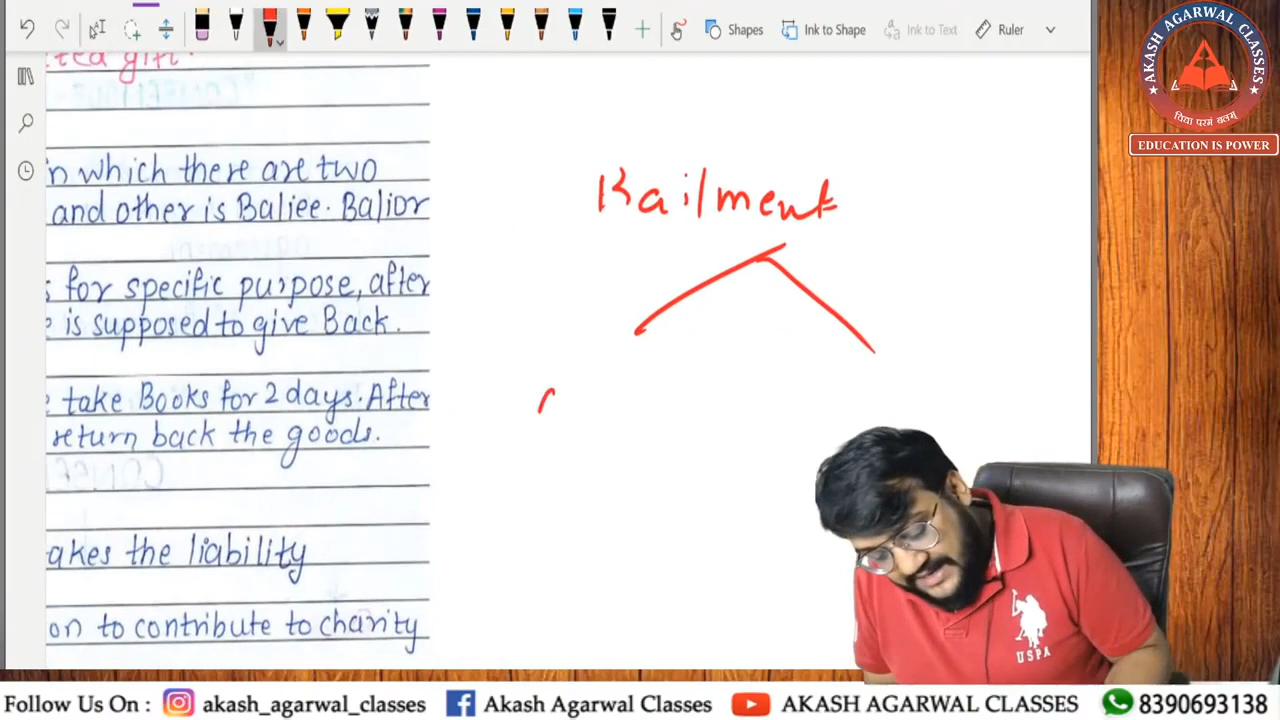 Shapes Ink to Shape Ink to Text Ruler
ted gift.
in which there are two
and other is Baliee. Balior
s for specific purpose, after
e is supposed to give Back.
e take Books for 2 days. After
return back the goods.
akes the liability
on to contribute to charity
Bailment
AKASH AGARWAL CLASSES
विद्या परमं बलम्
EDUCATION IS POWER
USPA
Follow Us On : akash_agarwal_classes Akash Agarwal Classes AKASH AGARWAL CLASSES 8390693138